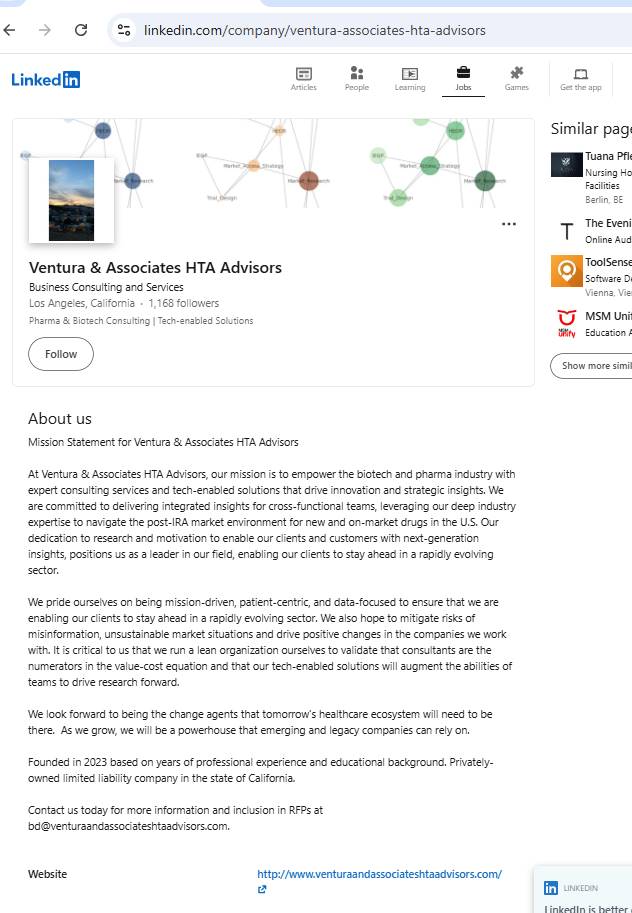 linkedin.com/company/ventura-associates-hta-advisors
Linked in
Articles
People
Learning
Jobs
Games
Get the app
HEOR
Market_Access_Strategy
Market_Research
Trial_Design
HEOR
Market_Access_Strategy
Market_Research
Trial_Design
Ventura & Associates HTA Advisors
Business Consulting and Services
Los Angeles, California · 1,168 followers
Pharma & Biotech Consulting | Tech-enabled Solutions
Follow
Similar page
Tuana Pfle
Nursing Ho
Facilities
Berlin, BE
The Eveni
Online Aud
ToolSense
Software De
Vienna, Vie
MSM Unif
Education A
Show more simil
About us
Mission Statement for Ventura & Associates HTA Advisors
At Ventura & Associates HTA Advisors, our mission is to empower the biotech and pharma industry with
expert consulting services and tech-enabled solutions that drive innovation and strategic insights. We
are committed to delivering integrated insights for cross-functional teams, leveraging our deep industry
expertise to navigate the post-IRA market environment for new and on-market drugs in the U.S. Our
dedication to research and motivation to enable our clients and customers with next-generation
insights, positions us as a leader in our field, enabling our clients to stay ahead in a rapidly evolving
sector.
We pride ourselves on being mission-driven, patient-centric, and data-focused to ensure that we are
enabling our clients to stay ahead in a rapidly evolving sector. We also hope to mitigate risks of
misinformation, unsustainable market situations and drive positive changes in the companies we work
with. It is critical to us that we run a lean organization ourselves to validate that consultants are the
numerators in the value-cost equation and that our tech-enabled solutions will augment the abilities of
teams to drive research forward.
We look forward to being the change agents that tomorrow's healthcare ecosystem will need to be
there.  As we grow, we will be a powerhouse that emerging and legacy companies can rely on.
Founded in 2023 based on years of professional experience and educational background. Privately-
owned limited liability company in the state of California.
Contact us today for more information and inclusion in RFPs at
bd@venturaandassociateshtaadvisors.com.
Website
http://www.venturaandassociateshtaadvisors.com/
in LINKEDIN
LinkedIn is better